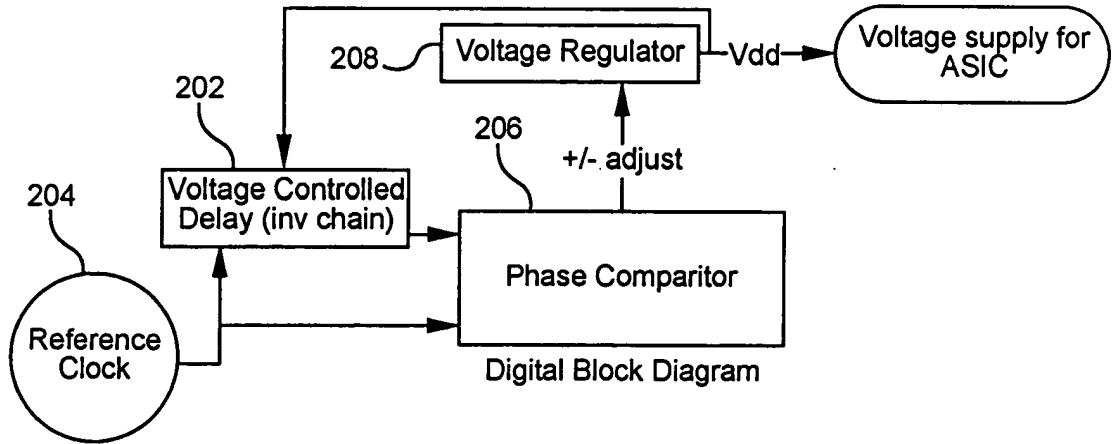 208
Voltage Regulator
Vdd
Voltage supply for
ASIC
202
206
+/- adjust
Voltage Controlled
Delay (inv chain)
204
Phase Comparitor
Reference
Clock
Digital Block Diagram